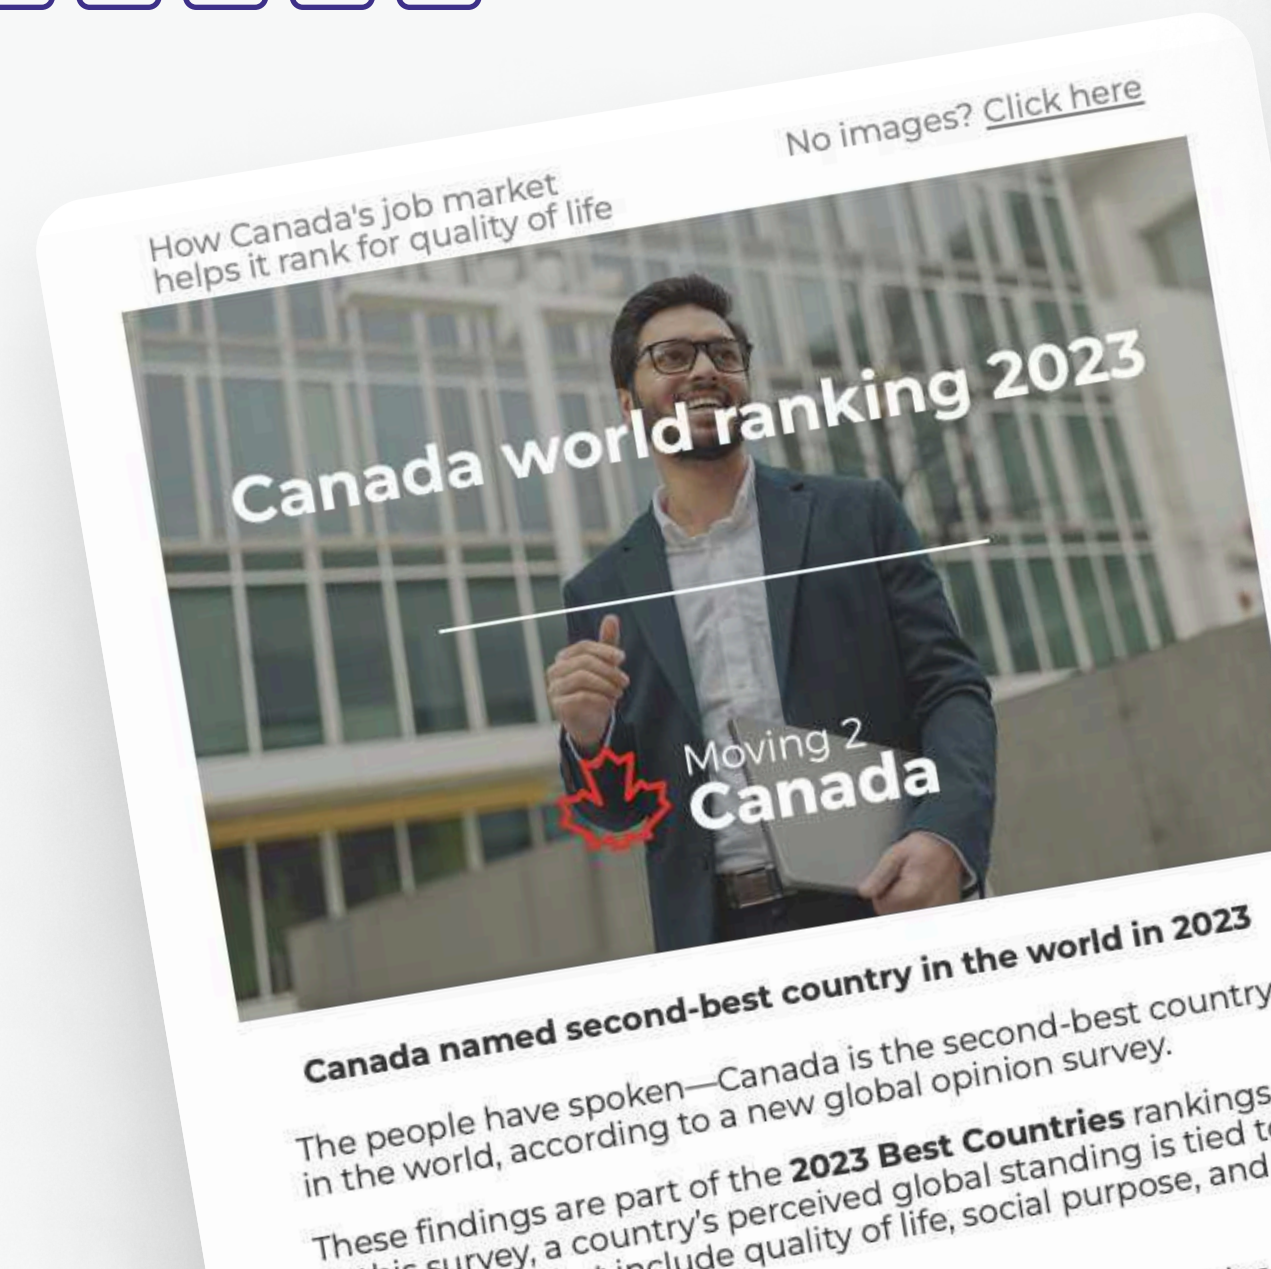 No images? Click here
How Canada's job market
helps it rank for quality of life
Canada world ranking 2023
Moving 2
Canada
Canada named second-best country in the world in 2023
The people have spoken—Canada is the second-best country
in the world, according to a new global opinion survey.
These findings are part of the 2023 Best Countries rankings
survey, a country's perceived global standing is tied to
include quality of life, social purpose, and